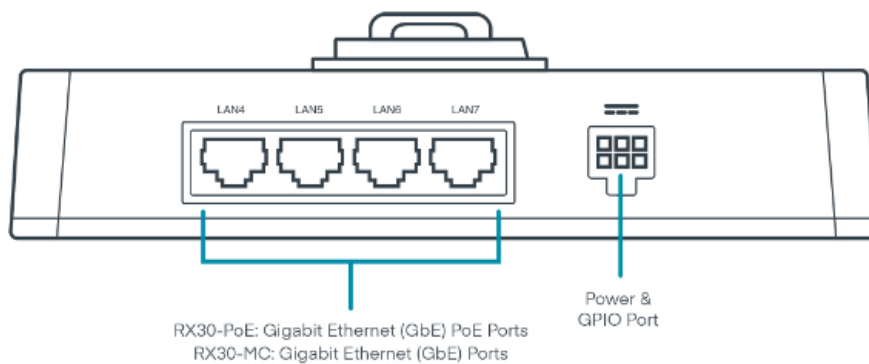 LAN4 LAN5 LAN6 LAN7
RX30-PoE: Gigabit Ethernet (GbE) PoE Ports
RX30-MC: Gigabit Ethernet (GbE) Ports
Power &
GPIO Port